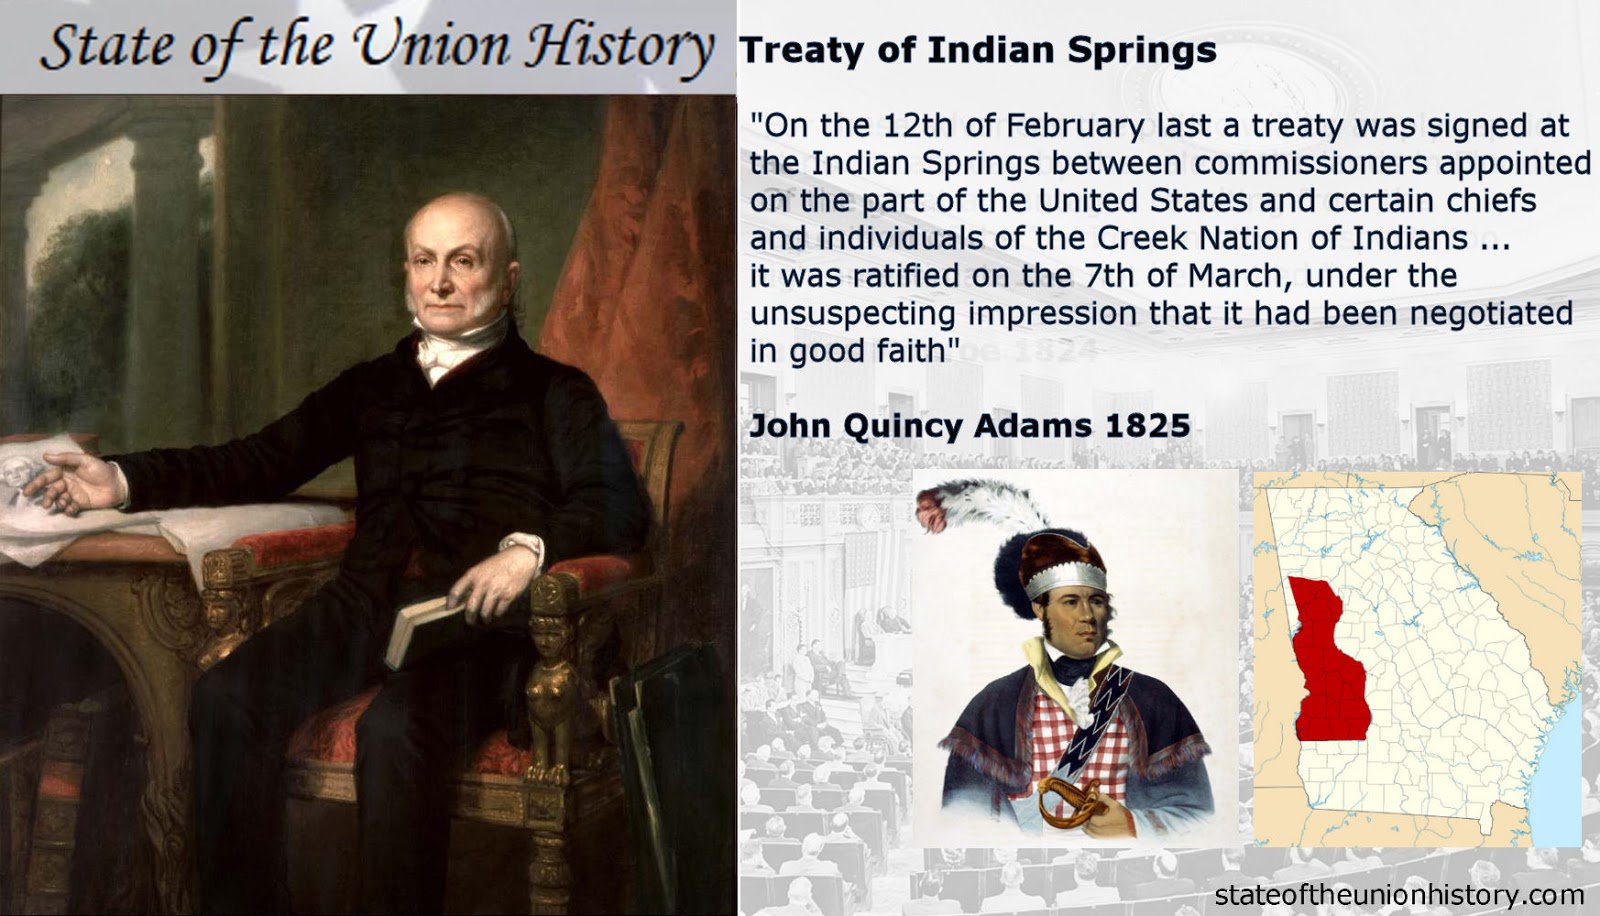 State of the Union History
Treaty of Indian Springs
"On the 12th of February last a treaty was signed at
the Indian Springs between commissioners appointed
on the part of the United States and certain chiefs
and individuals of the Creek Nation of Indians ...
it was ratified on the 7th of March, under the
unsuspecting impression that it had been negotiated
in good faith"
John Quincy Adams 1825
stateoftheunionhistory.com